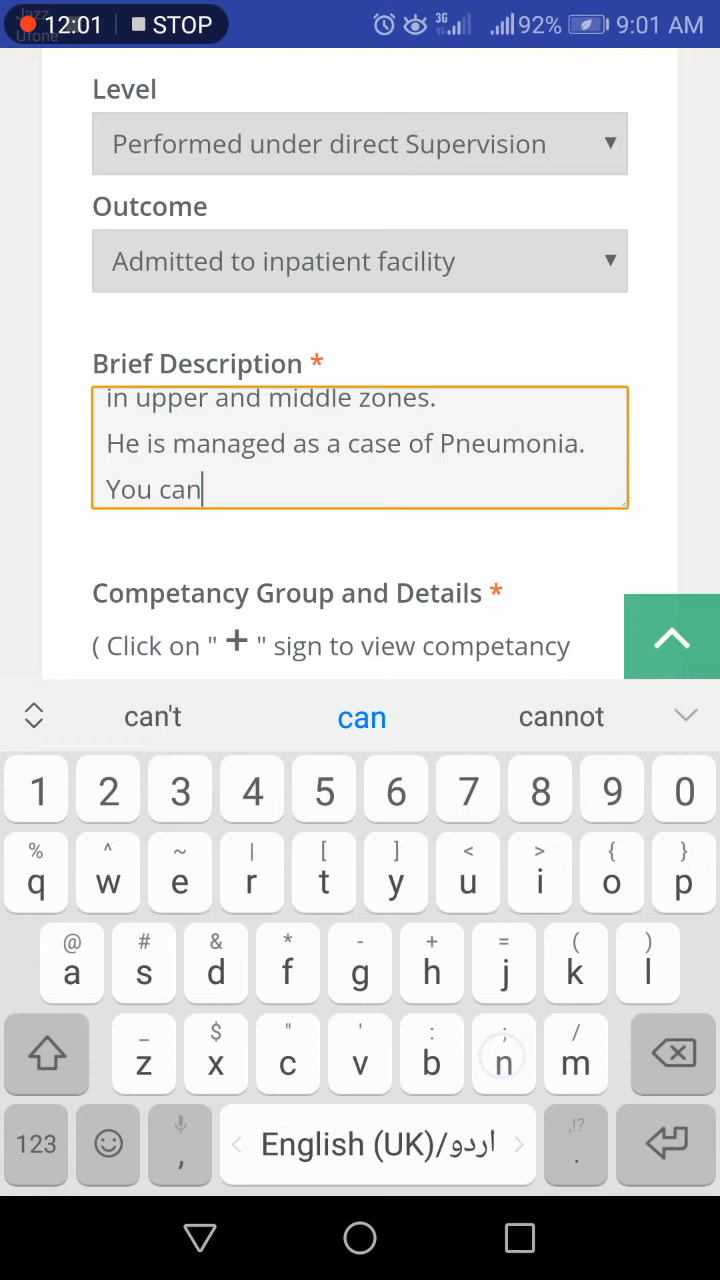 Jazz
Ufone
12:01 STOP 3G 92% 9:01 AM
Level
Performed under direct Supervision ▼
Outcome
Admitted to inpatient facility ▼
Brief Description *
in upper and middle zones.
He is managed as a case of Pneumonia.
You can
Competancy Group and Details *
( Click on " + " sign to view competancy
can't can cannot
1 2 3 4 5 6 7 8 9 0
% ^ ~ | [ ] < > { }
q w e r t y u i o p
@ # & * - + = ( )
a s d f g h j k l
_ $ " ' : ; /
z x c v b n m
,!?
123 , English (UK)/اردو .